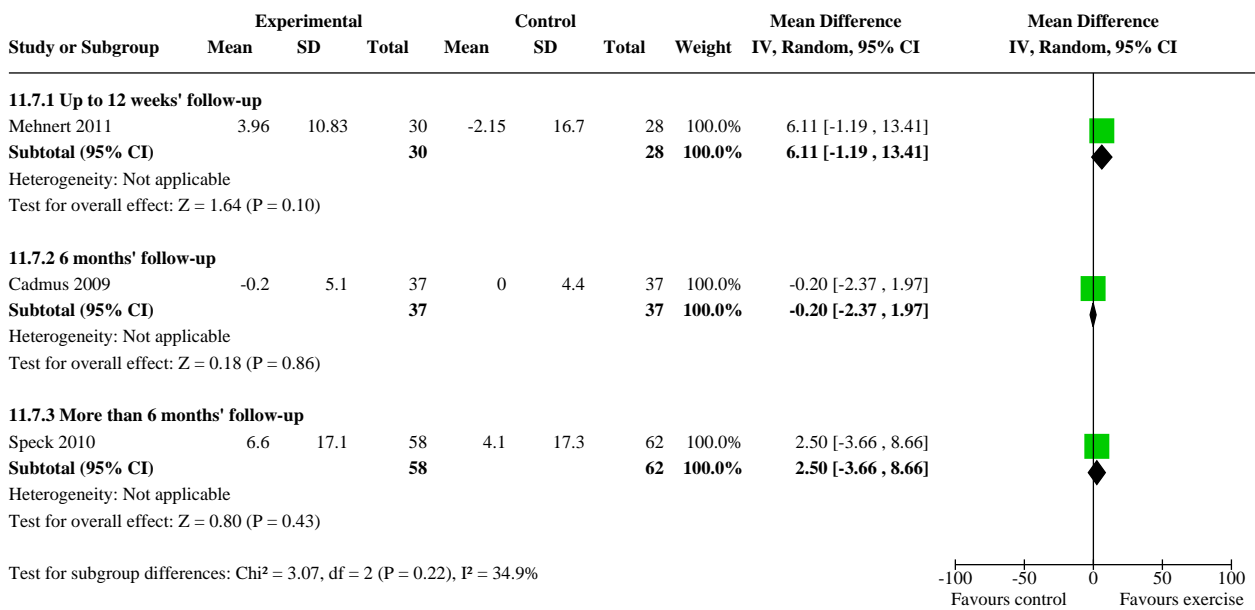 Experimental Control Mean Difference Mean Difference
Study or Subgroup Mean SD Total Mean SD Total Weight IV, Random, 95% CI IV, Random, 95% CI
11.7.1 Up to 12 weeks' follow-up
Mehnert 2011 3.96 10.83 30 -2.15 16.7 28 100.0% 6.11 [-1.19 , 13.41]
Subtotal (95% CI) 30 28 100.0% 6.11 [-1.19 , 13.41]
Heterogeneity: Not applicable
Test for overall effect: Z = 1.64 (P = 0.10)
11.7.2 6 months' follow-up
Cadmus 2009 -0.2 5.1 37 0 4.4 37 100.0% -0.20 [-2.37 , 1.97]
Subtotal (95% CI) 37 37 100.0% -0.20 [-2.37 , 1.97]
Heterogeneity: Not applicable
Test for overall effect: Z = 0.18 (P = 0.86)
11.7.3 More than 6 months' follow-up
Speck 2010 6.6 17.1 58 4.1 17.3 62 100.0% 2.50 [-3.66 , 8.66]
Subtotal (95% CI) 58 62 100.0% 2.50 [-3.66 , 8.66]
Heterogeneity: Not applicable
Test for overall effect: Z = 0.80 (P = 0.43)
Test for subgroup differences: Chi² = 3.07, df = 2 (P = 0.22), I² = 34.9%
-100 -50 0 50 100
Favours control Favours exercise